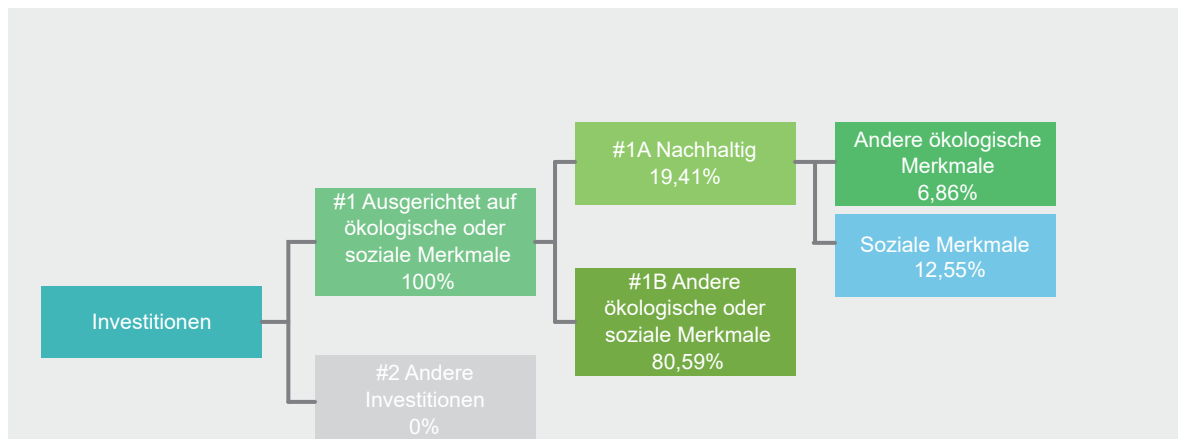 Investitionen
#1 Ausgerichtet auf
ökologische oder
soziale Merkmale
100%
#2 Andere
Investitionen
0%
#1A Nachhaltig
19,41%
#1B Andere
ökologische oder
soziale Merkmale
80,59%
Andere ökologische
Merkmale
6,86%
Soziale Merkmale
12,55%